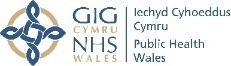 GIG
CYMRU
NHS
WALES
Iechyd Cyhoeddus
Cymru
Public Health
Wales